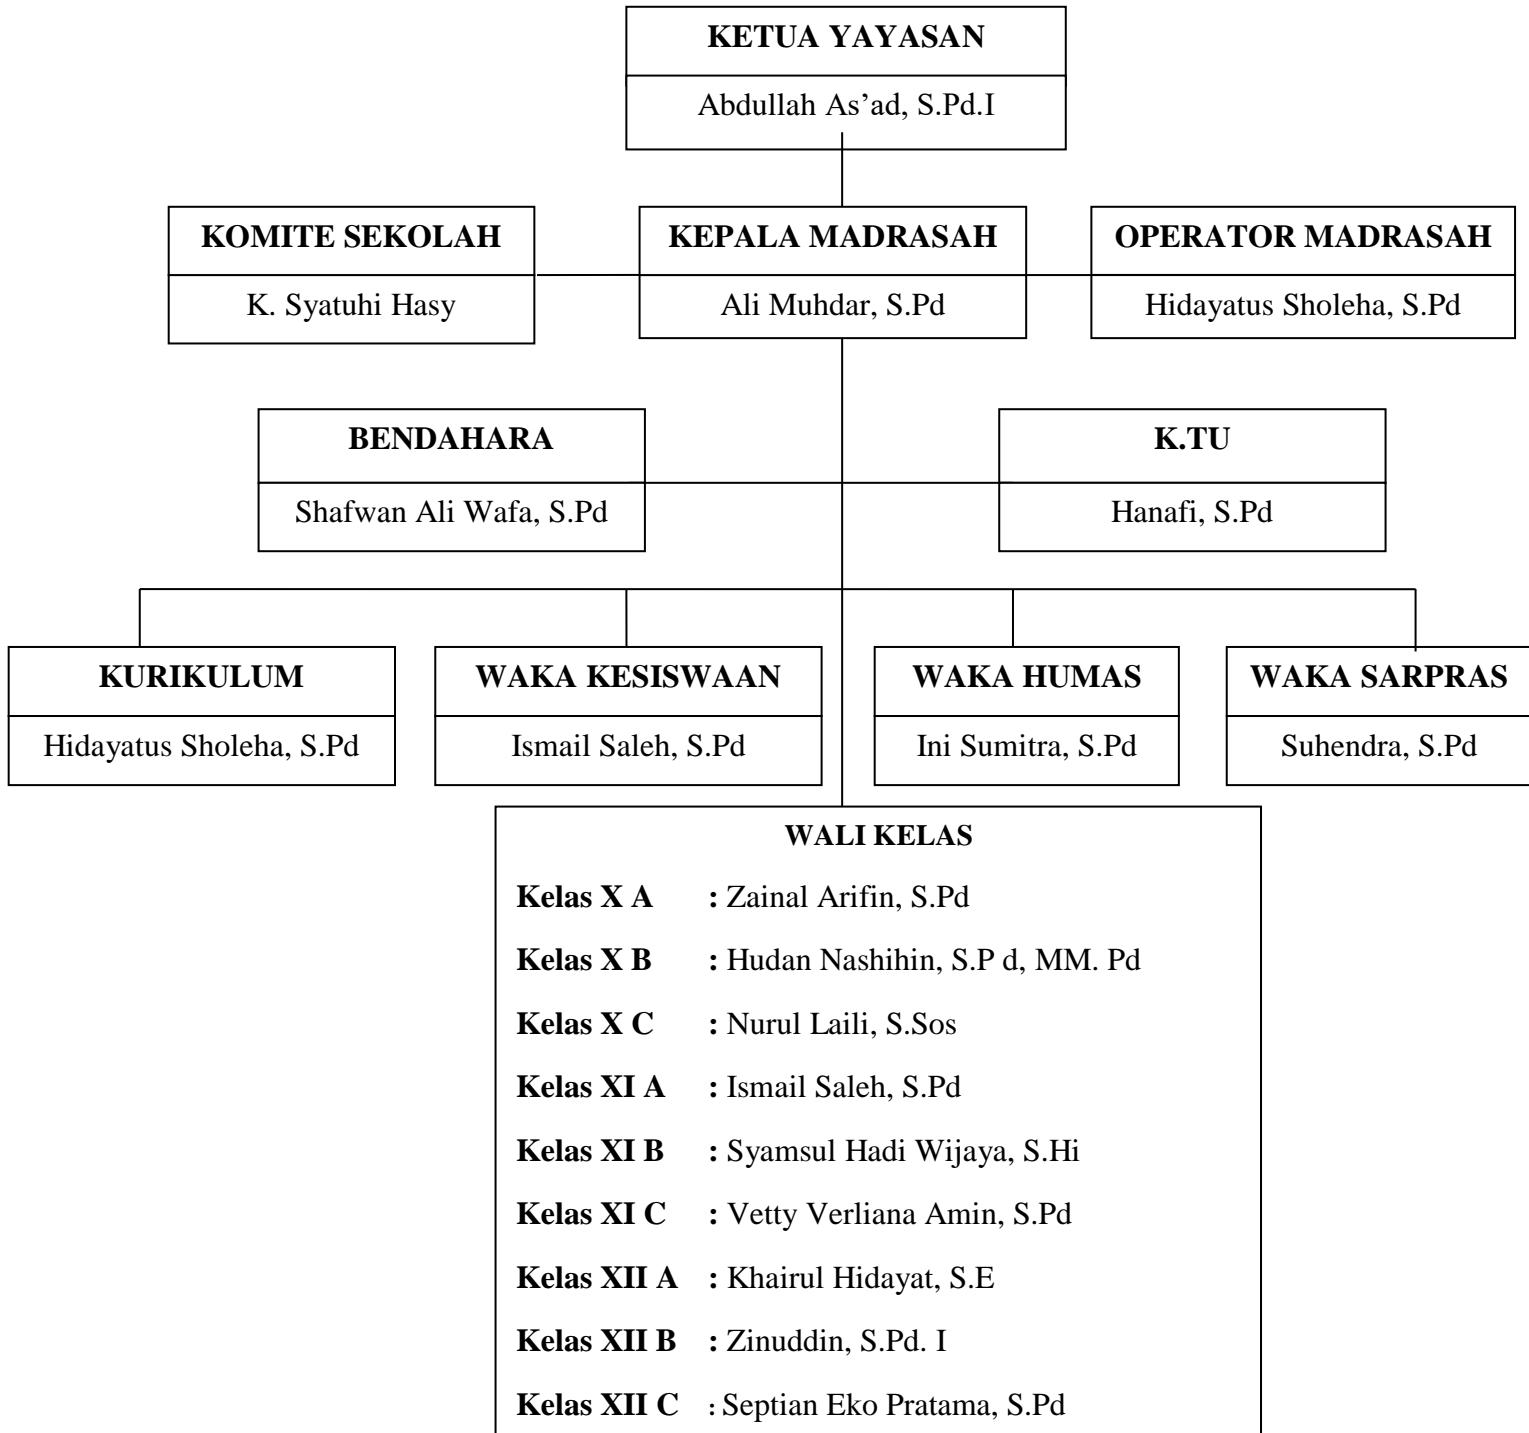 KETUA YAYASAN
Abdullah As’ad, S.Pd.I
KOMITE SEKOLAH
K. Syatuhi Hasy
KEPALA MADRASAH
Ali Muhdar, S.Pd
OPERATOR MADRASAH
Hidayatus Sholeha, S.Pd
BENDAHARA
Shafwan Ali Wafa, S.Pd
K.TU
Hanafi, S.Pd
KURIKULUM
Hidayatus Sholeha, S.Pd
WAKA KESISWAAN
Ismail Saleh, S.Pd
WAKA HUMAS
Ini Sumitra, S.Pd
WAKA SARPRAS
Suhendra, S.Pd
WALI KELAS
Kelas X A : Zainal Arifin, S.Pd
Kelas X B : Hudan Nashihin, S.P d, MM. Pd
Kelas X C : Nurul Laili, S.Sos
Kelas XI A : Ismail Saleh, S.Pd
Kelas XI B : Syamsul Hadi Wijaya, S.Hi
Kelas XI C : Vetty Verliana Amin, S.Pd
Kelas XII A : Khairul Hidayat, S.E
Kelas XII B : Zinuddin, S.Pd. I
Kelas XII C : Septian Eko Pratama, S.Pd